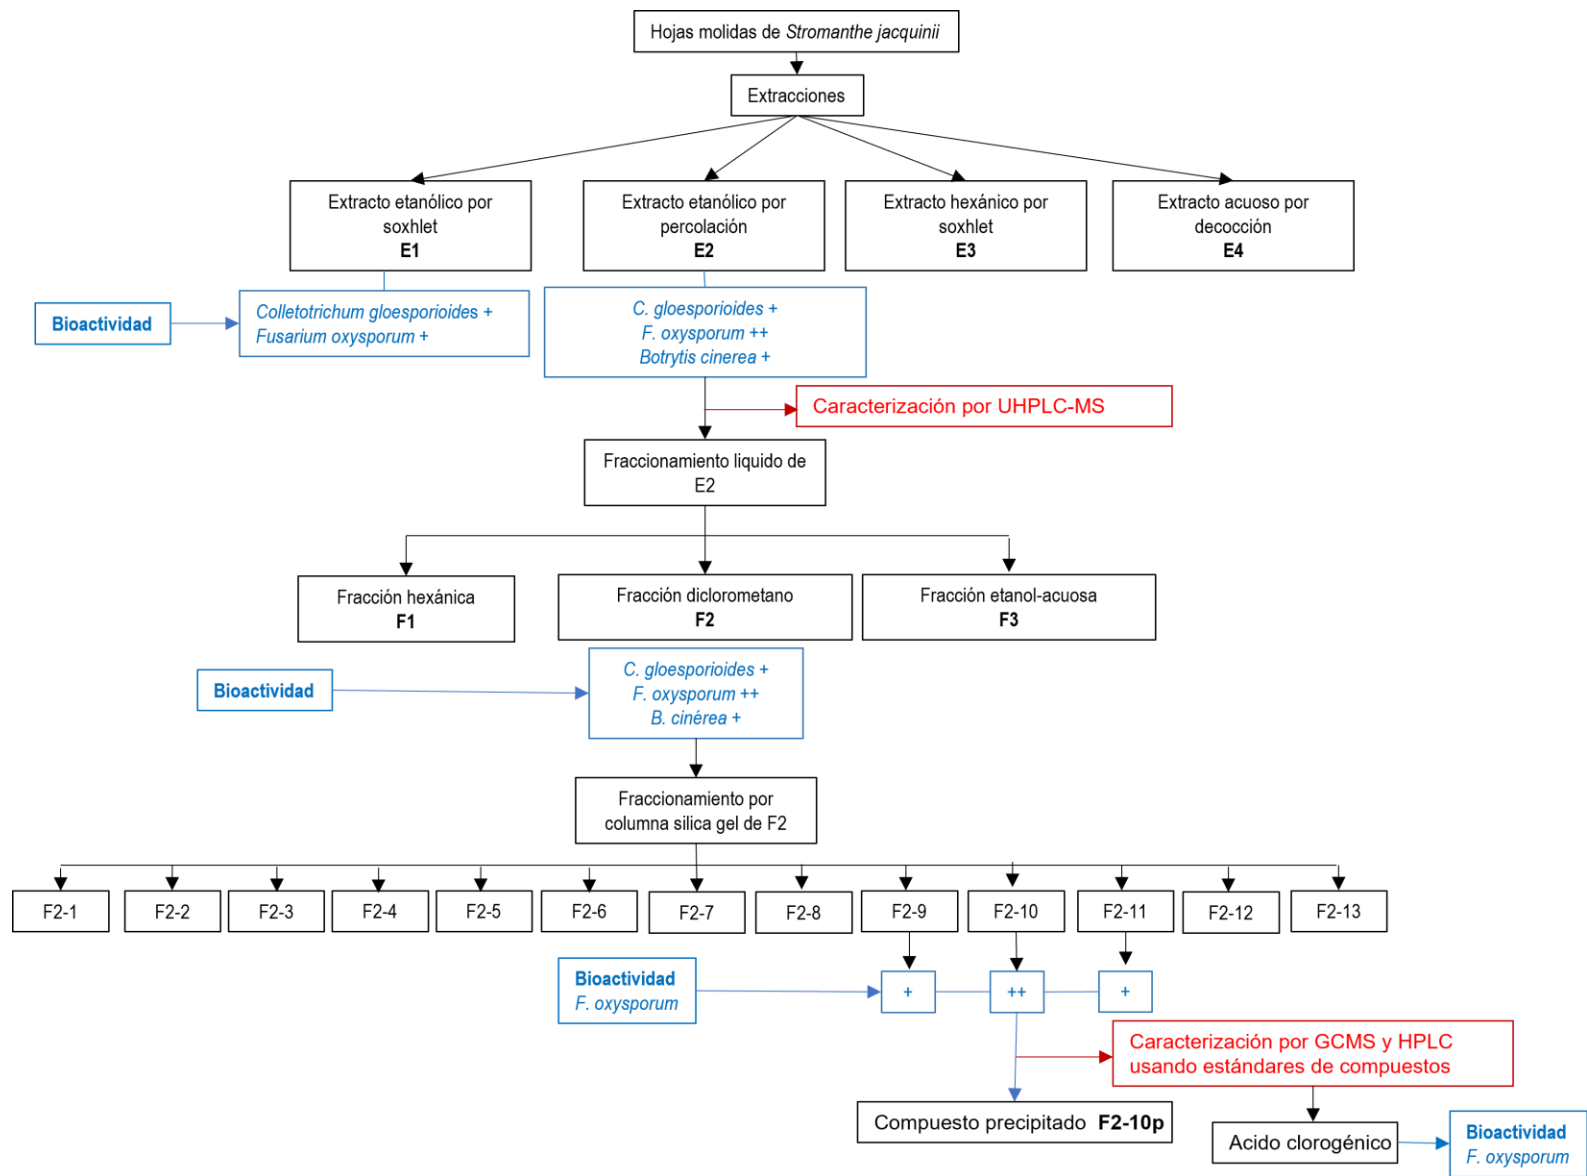 Hojas molidas de Stromanthe jacquinii
Extracciones
Extracto etanólico por
soxhlet
E1
Extracto etanólico por
percolación
E2
Extracto hexánico por
soxhlet
E3
Extracto acuoso por
decocción
E4
Bioactividad
Colletotrichum gloesporioides +
Fusarium oxysporum +
C. gloesporioides +
F. oxysporum ++
Botrytis cinerea +
Caracterización por UHPLC-MS
Fraccionamiento liquido de
E2
Fracción hexánica
F1
Fracción diclorometano
F2
Fracción etanol-acuosa
F3
Bioactividad
C. gloesporioides +
F. oxysporum ++
B. cinérea +
Fraccionamiento por
columna silica gel de F2
F2-1
F2-2
F2-3
F2-4
F2-5
F2-6
F2-7
F2-8
F2-9
F2-10
F2-11
F2-12
F2-13
Bioactividad
F. oxysporum
+
++
+
Caracterización por GCMS y HPLC
usando estándares de compuestos
Compuesto precipitado F2-10p
Acido clorogénico
Bioactividad
F. oxysporum